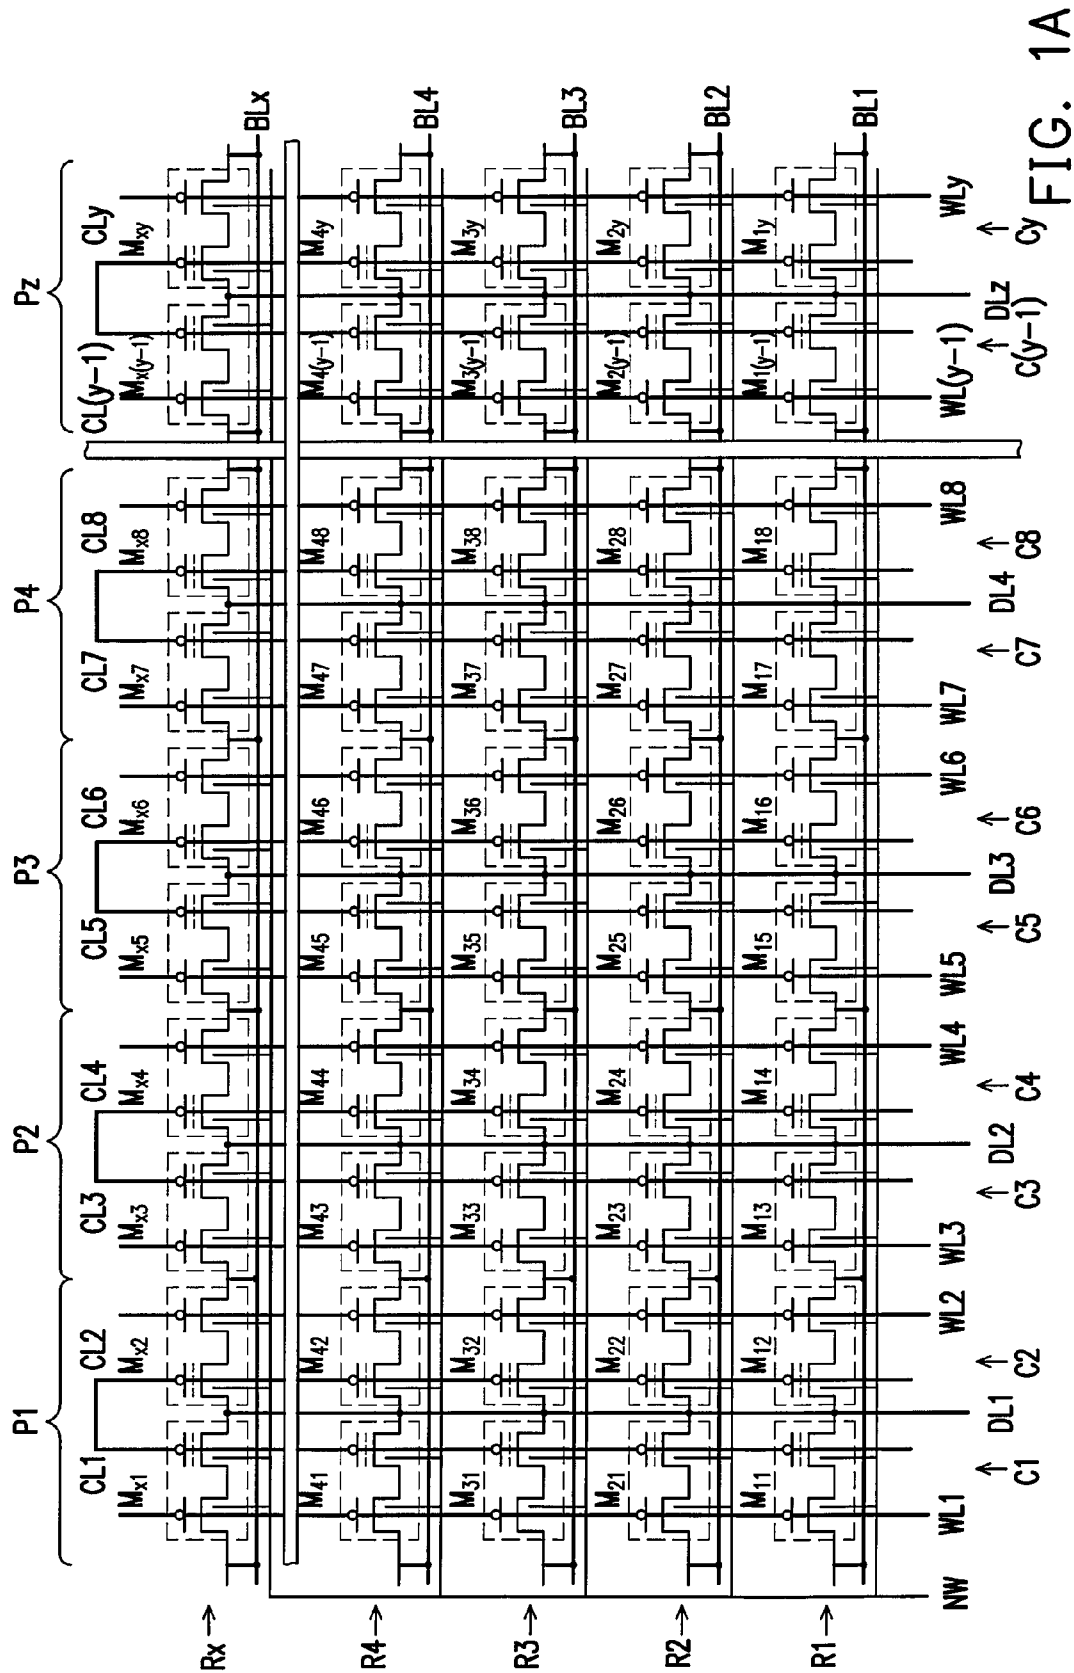 P1 P2 P3 P4 Pz
CL1 CL2 CL3 CL4 CL5 CL6 CL7 CL8 CL(y-1) CLy
Rx Mx1 Mx2 Mx3 Mx4 Mx5 Mx6 Mx7 Mx8 Mx(y-1) Mxy BLx
R4 M41 M42 M43 M44 M45 M46 M47 M48 M4(y-1) M4y BL4
R3 M31 M32 M33 M34 M35 M36 M37 M38 M3(y-1) M3y BL3
R2 M21 M22 M23 M24 M25 M26 M27 M28 M2(y-1) M2y BL2
R1 M11 M12 M13 M14 M15 M16 M17 M18 M1(y-1) M1y BL1
NW WL1 WL2 WL3 WL4 WL5 WL6 WL7 WL8 WL(y-1) WLy
DL1 DL2 DL3 DL4 DLz
C1 C2 C3 C4 C5 C6 C7 C8 C(y-1) Cy
FIG. 1A